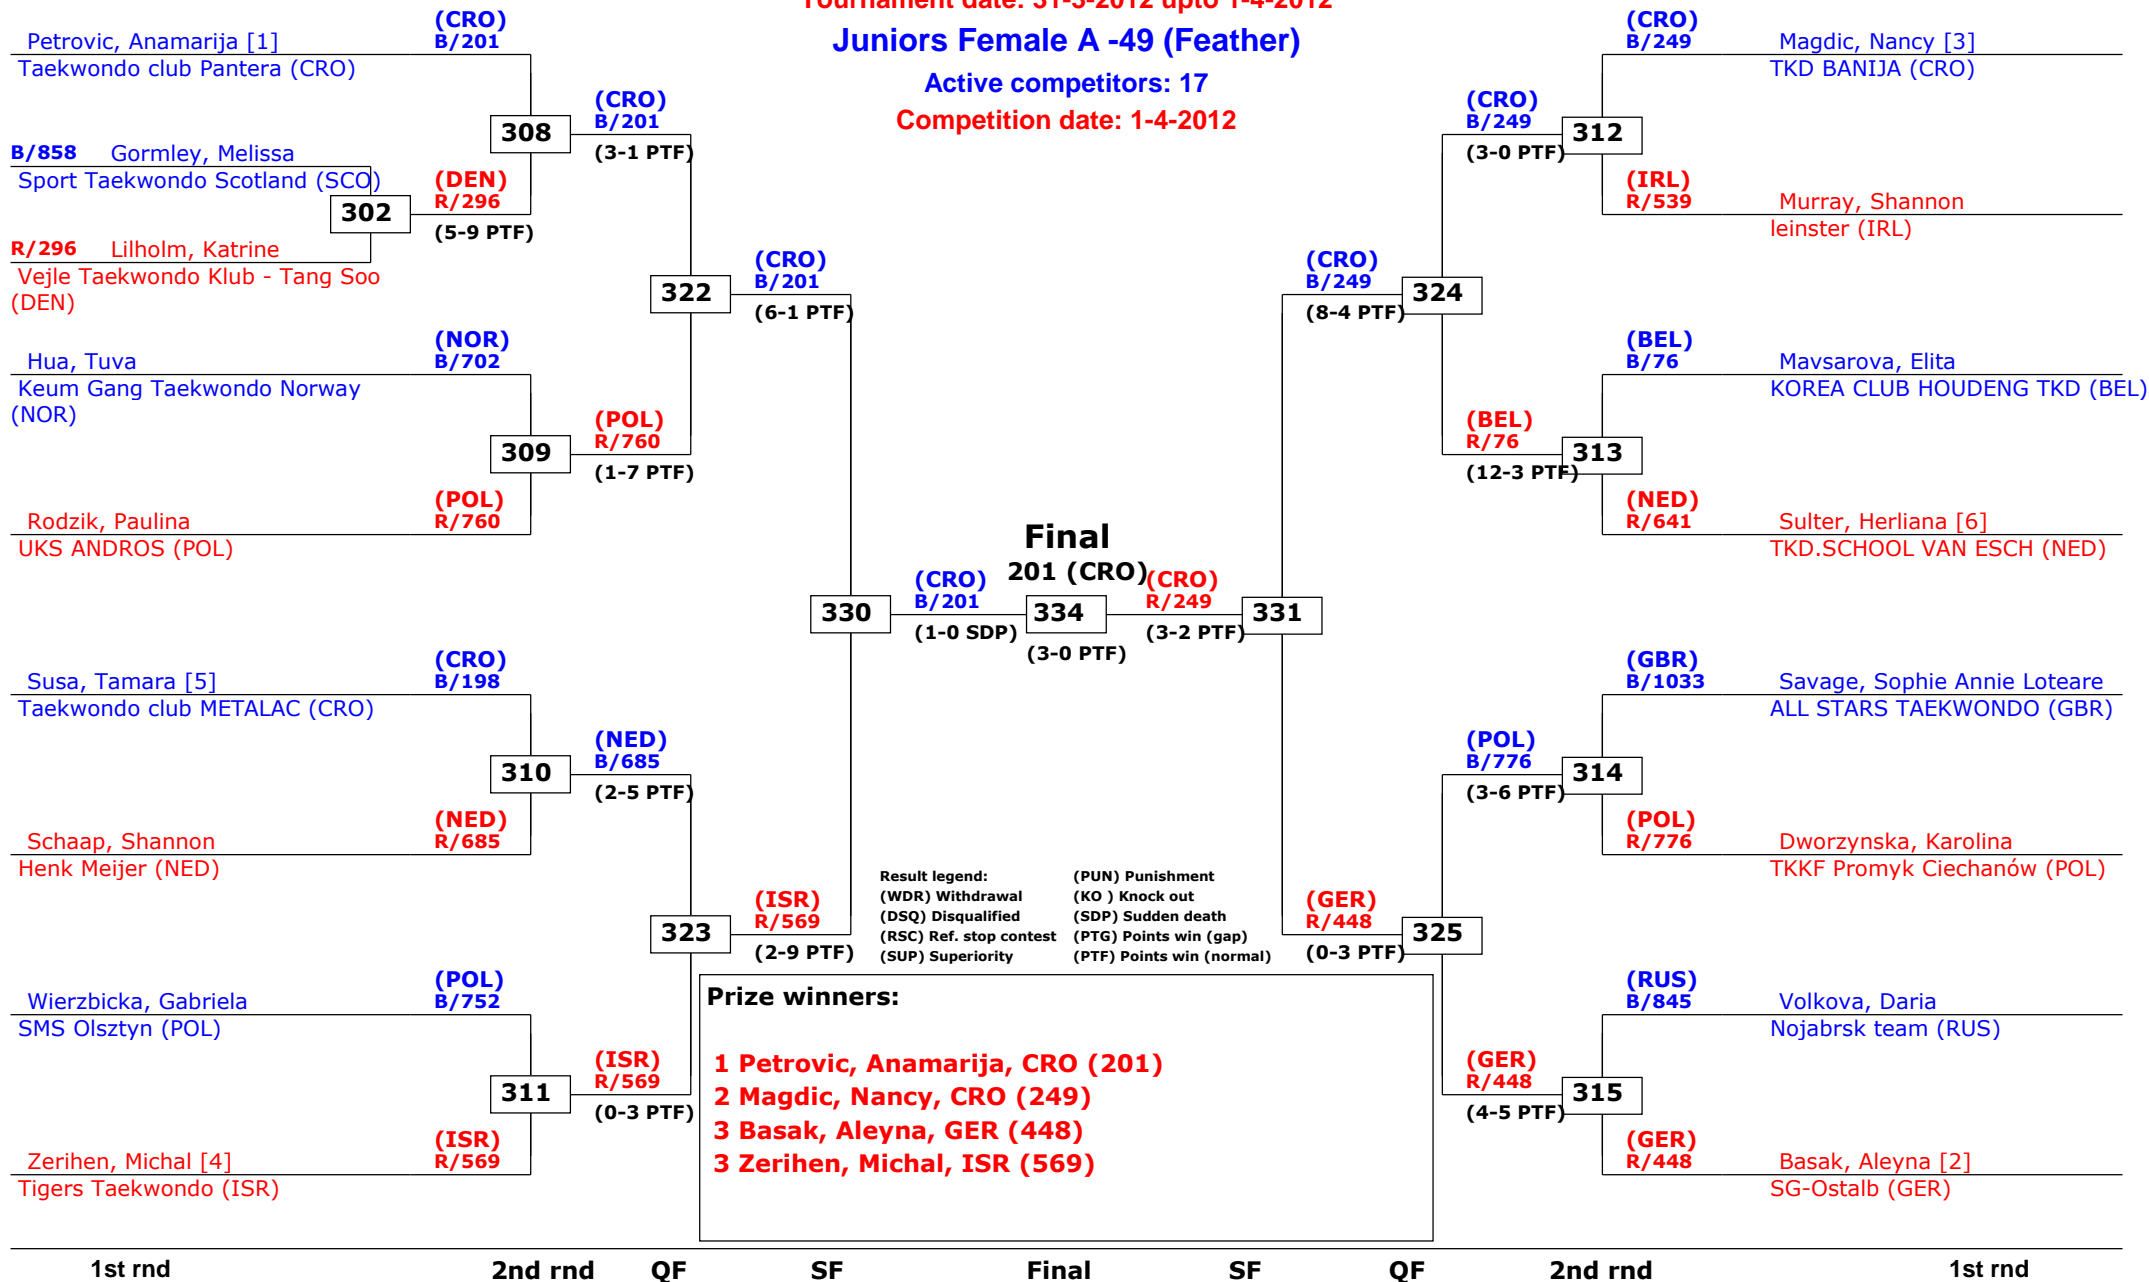 Tournament date: 31-3-2012 upto 1-4-2012
Juniors Female A -49 (Feather)
Active competitors: 17
Competition date: 1-4-2012
Petrovic, Anamarija [1]
Taekwondo club Pantera (CRO)
(CRO)
B/201
B/858 Gormley, Melissa
Sport Taekwondo Scotland (SCO)
302
R/296 Lilholm, Katrine
Vejle Taekwondo Klub - Tang Soo
(DEN)
(DEN)
R/296
(5-9 PTF)
308
(CRO)
B/201
(3-1 PTF)
Hua, Tuva
Keum Gang Taekwondo Norway
(NOR)
(NOR)
B/702
309
Rodzik, Paulina
UKS ANDROS (POL)
(POL)
R/760
(POL)
R/760
(1-7 PTF)
322
(CRO)
B/201
(6-1 PTF)
Susa, Tamara [5]
Taekwondo club METALAC (CRO)
(CRO)
B/198
310
Schaap, Shannon
Henk Meijer (NED)
(NED)
R/685
(NED)
B/685
(2-5 PTF)
Wierzbicka, Gabriela
SMS Olsztyn (POL)
(POL)
B/752
311
Zerihen, Michal [4]
Tigers Taekwondo (ISR)
(ISR)
R/569
(ISR)
R/569
(0-3 PTF)
323
(ISR)
R/569
(2-9 PTF)
330
(CRO)
B/201
(1-0 SDP)
Final
201 (CRO)
334
(3-0 PTF)
(CRO)
R/249
(3-2 PTF)
331
(CRO)
B/249
(8-4 PTF)
324
(CRO)
B/249
(3-0 PTF)
312
(CRO)
B/249
Magdic, Nancy [3]
TKD BANIJA (CRO)
(IRL)
R/539
Murray, Shannon
leinster (IRL)
(BEL)
R/76
(12-3 PTF)
313
(BEL)
B/76
Mavsarova, Elita
KOREA CLUB HOUDENG TKD (BEL)
(NED)
R/641
Sulter, Herliana [6]
TKD.SCHOOL VAN ESCH (NED)
(GER)
R/448
(0-3 PTF)
325
(POL)
B/776
(3-6 PTF)
314
(GBR)
B/1033
Savage, Sophie Annie Loteare
ALL STARS TAEKWONDO (GBR)
(POL)
R/776
Dworzynska, Karolina
TKKF Promyk Ciechanów (POL)
(GER)
R/448
(4-5 PTF)
315
(RUS)
B/845
Volkova, Daria
Nojabrsk team (RUS)
(GER)
R/448
Basak, Aleyna [2]
SG-Ostalb (GER)
Result legend: (PUN) Punishment
(WDR) Withdrawal (KO ) Knock out
(DSQ) Disqualified (SDP) Sudden death
(RSC) Ref. stop contest (PTG) Points win (gap)
(SUP) Superiority (PTF) Points win (normal)
Prize winners:
1 Petrovic, Anamarija, CRO (201)
2 Magdic, Nancy, CRO (249)
3 Basak, Aleyna, GER (448)
3 Zerihen, Michal, ISR (569)
1st rnd 2nd rnd QF SF Final SF QF 2nd rnd 1st rnd